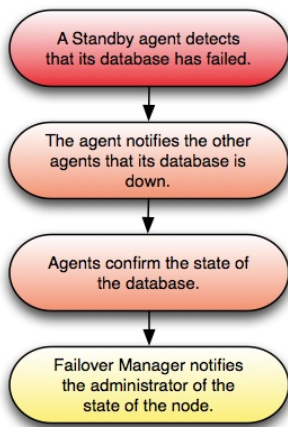 A Standby agent detects
that its database has failed.
The agent notifies the other
agents that its database is
down.
Agents confirm the state of
the database.
Failover Manager notifies
the administrator of the
state of the node.